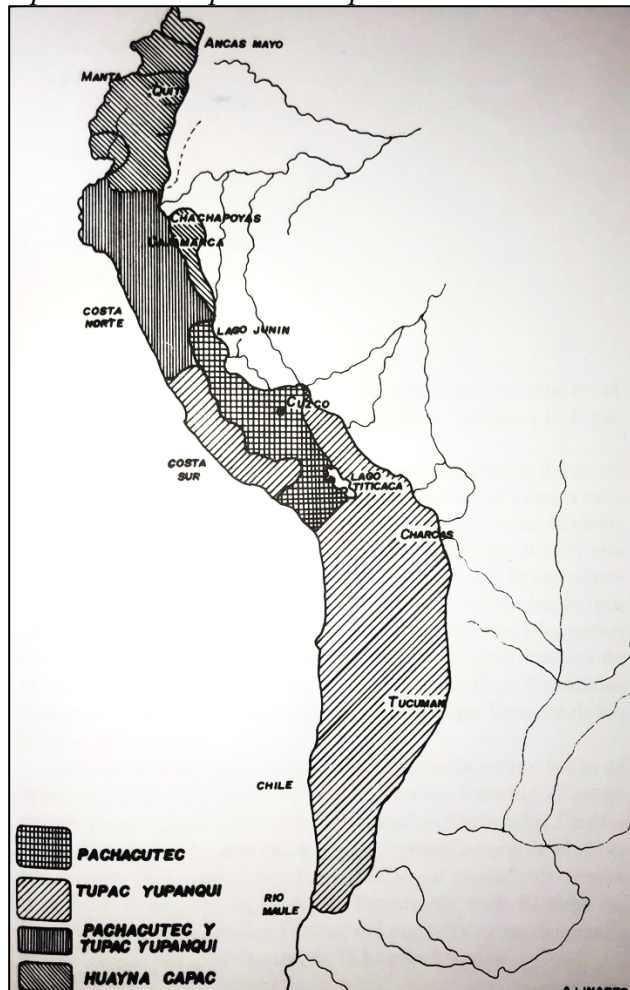 ANCAS MAYO
MANTA
QUITO
CHACHAPOYAS
CAJAMARCA
COSTA
NORTE
LAGO JUNIN
CUZCO
COSTA
SUR
LAGO
TITICACA
CHARCAS
TUCUMAN
CHILE
RIO
MAULE
PACHACUTEC
TUPAC YUPANQUI
PACHACUTEC Y
TUPAC YUPANQUI
HUAYNA CAPAC
A.LINARES